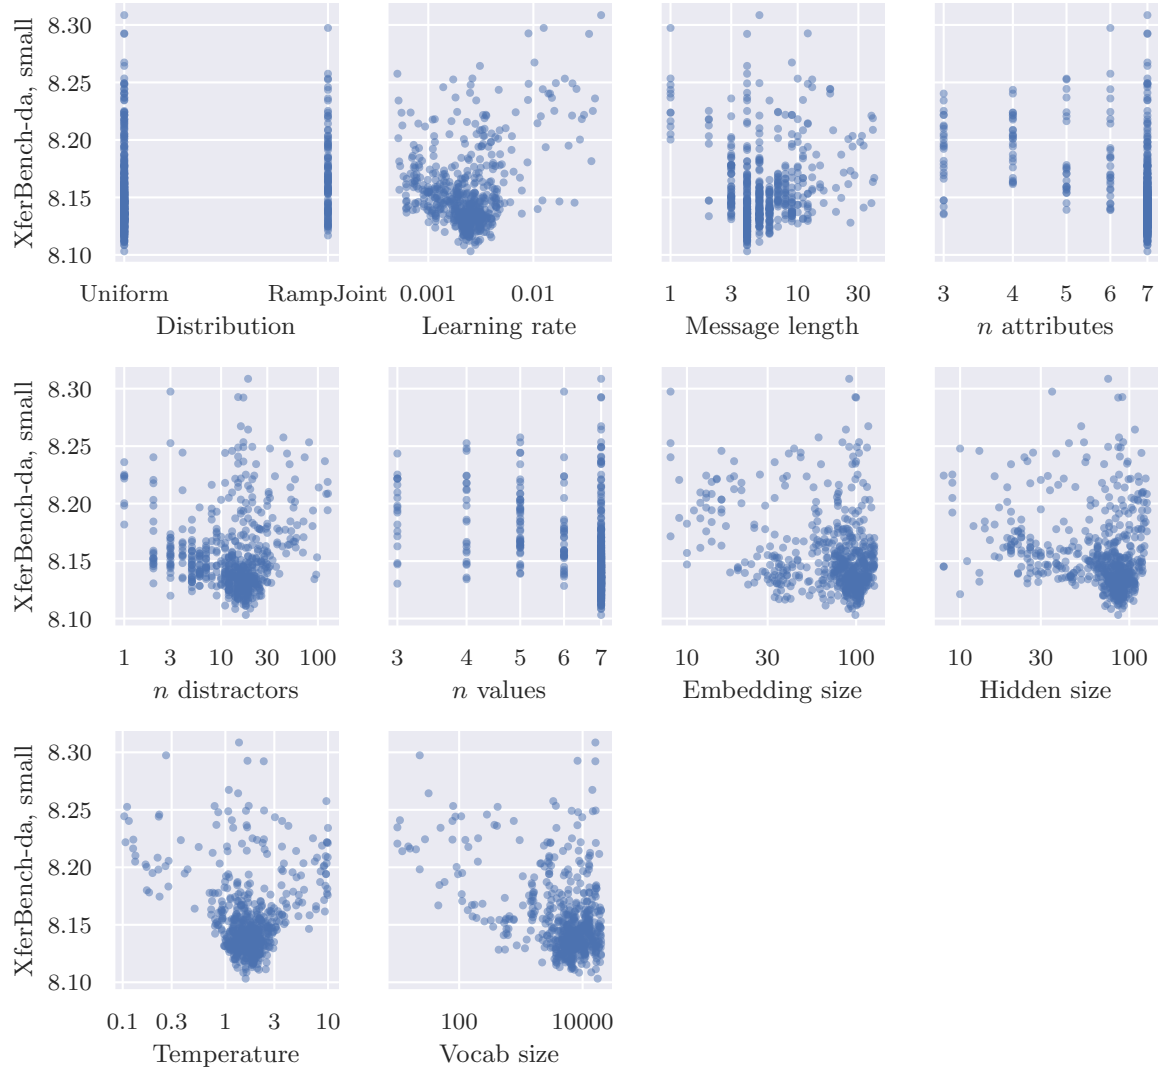 8.30
8.25
8.20
8.15
8.10
XferBench-da, small
Uniform RampJoint
Distribution
0.001 0.01
Learning rate
1 3 10 30
Message length
3 4 5 6 7
n attributes
8.30
8.25
8.20
8.15
8.10
XferBench-da, small
1 3 10 30 100
n distractors
3 4 5 6 7
n values
10 30 100
Embedding size
10 30 100
Hidden size
8.30
8.25
8.20
8.15
8.10
XferBench-da, small
0.1 0.3 1 3 10
Temperature
100 10000
Vocab size